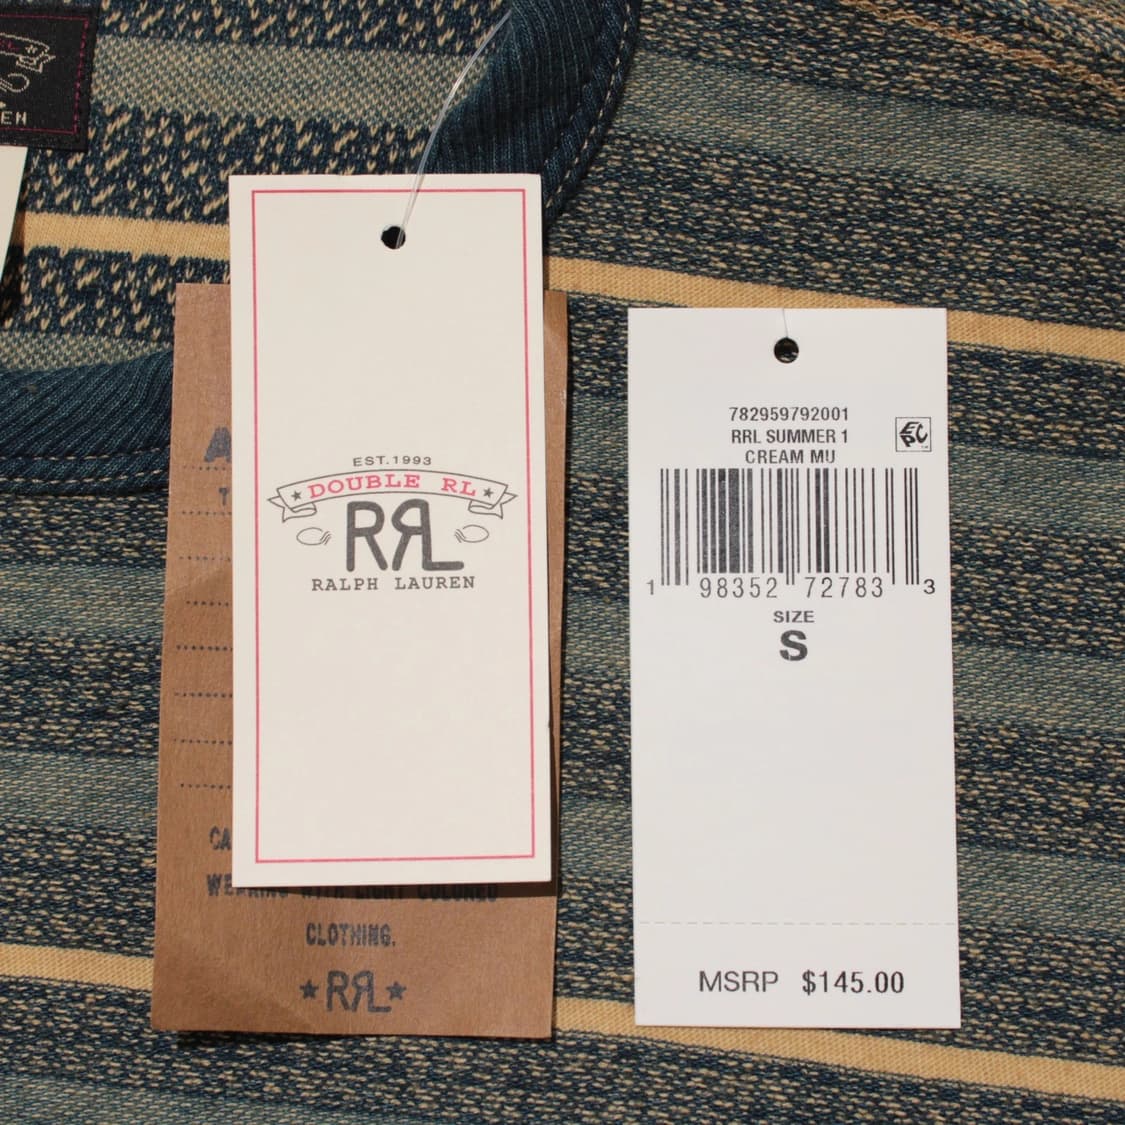 EST.1993
DOUBLE RL
RRL
RALPH LAUREN
CLOTHING.
RRL
782959792001
RRL SUMMER 1
CREAM MU
1 98352 72783 3
SIZE
S
MSRP $145.00